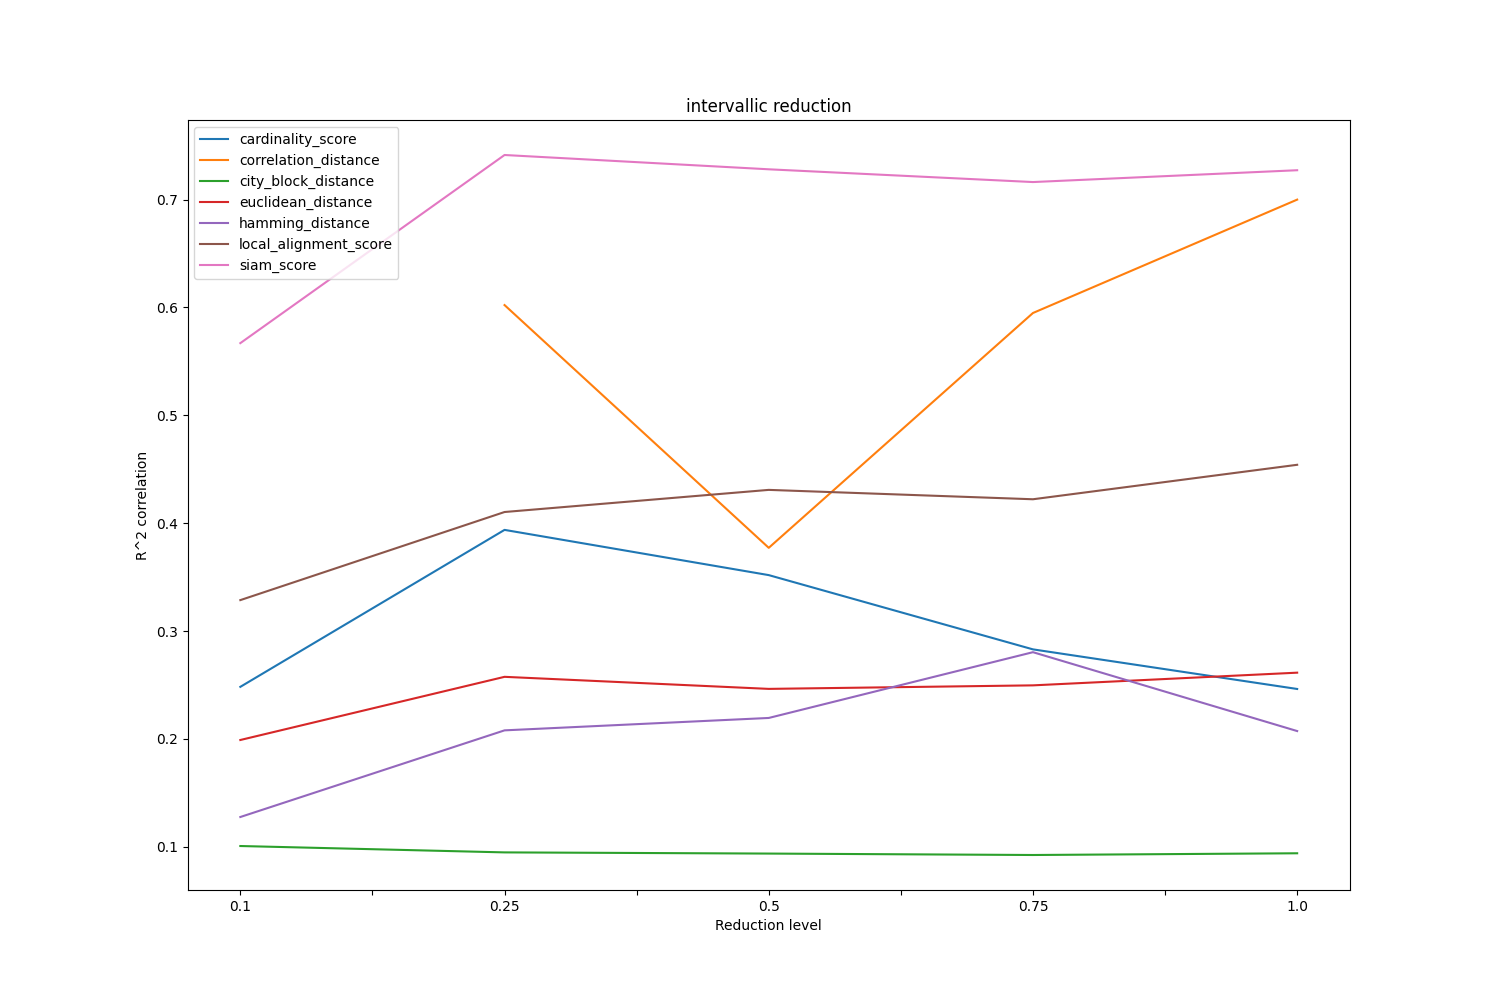 intervallic reduction
cardinality_score
correlation_distance
city_block_distance
euclidean_distance
hamming_distance
local_alignment_score
siam_score
0.7
0.6
0.5
0.4
0.3
0.2
0.1
R^2 correlation
0.1 0.25 0.5 0.75 1.0
Reduction level